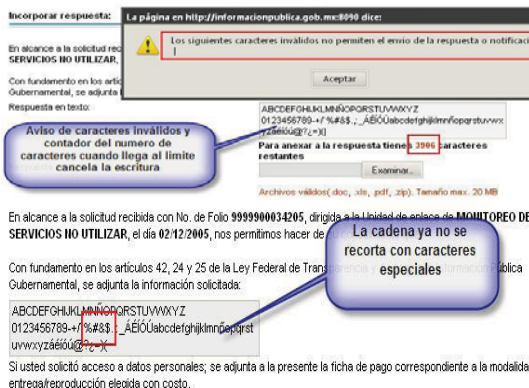 Incorporar respuesta:
La página en http://informacionpublica.gob.mx:8090 dice:
Los siguientes caracteres inválidos no permiten el envío de la respuesta o notificaci
|
Aceptar
En alcance a la solicitud rec
SERVICIOS NO UTILIZAR,
Con fundamento en los artíc
Gubernamental, se adjunta l
Respuesta en texto:
ABCDEFGHIJKLMNÑOPQRSTUVWXYZ
0123456789-+/*%#&$.:_ÁÉÍÓÚabcdefghijklmnñopqrstuvwx
yzáéíóú@?¿=)(|
Aviso de caracteres inválidos y
contador del numero de
caracteres cuando llega al limite
cancela la escritura
Para anexar a la respuesta tienes 3906 caracteres
restantes
Examinar...
Archivos válidos(.doc, .xls, .pdf, .zip). Tamaño max. 20 MB
En alcance a la solicitud recibida con No. de Folio 9999900034205, dirigida a la Unidad de enlace de MONITOREO DE
SERVICIOS NO UTILIZAR, el día 02/12/2005, nos permitimos hacer de
La cadena ya no se
recorta con caracteres
especiales
Con fundamento en los artículos 42, 24 y 25 de la Ley Federal de Transparencia y Pública
Gubernamental, se adjunta la información solicitada:
ABCDEFGHIJKLMNÑOPQRSTUVWXYZ
0123456789-+/*%#&$.:_ÁÉÍÓÚabcdefghijklmnñopqrst
uvwxyzáéíóú@?¿=)(
Si usted solicitó acceso a datos personales; se adjunta a la presente la ficha de pago correspondiente a la modalida
entrega/reproducción elegida con costo.